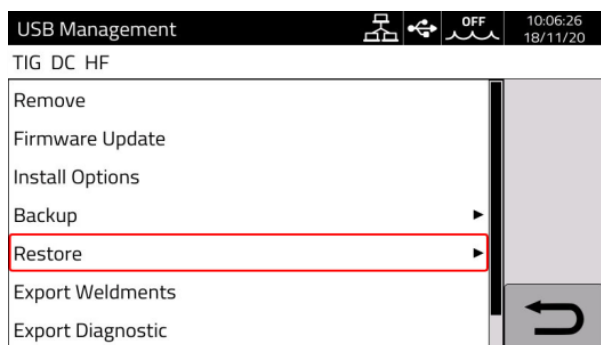 USB Management
OFF
10:06:26
18/11/20
TIG DC HF
Remove
Firmware Update
Install Options
Backup
Restore
Export Weldments
Export Diagnostic